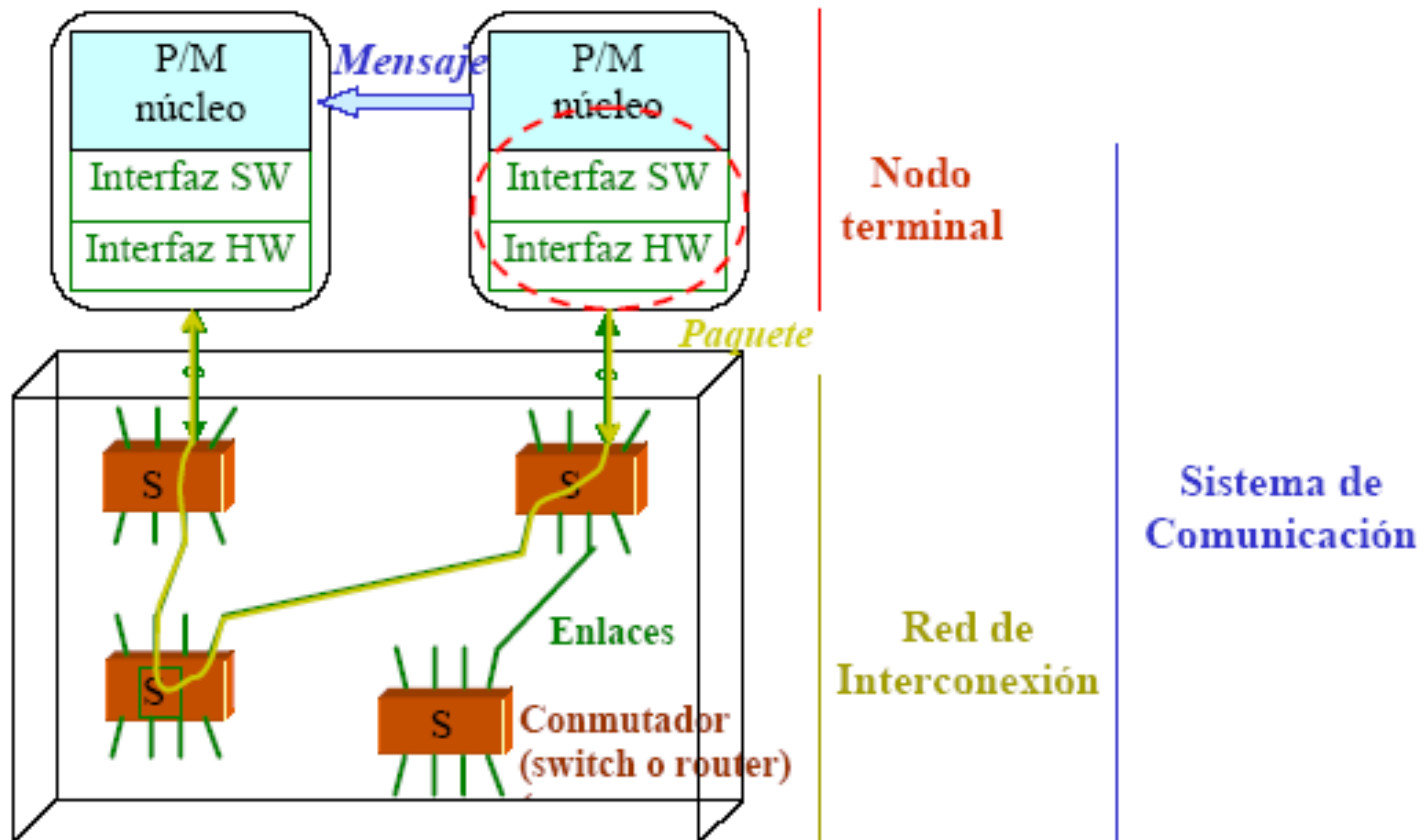 P/M
núcleo
Interfaz SW
Interfaz HW
Mensaje
P/M
núcleo
Interfaz SW
Interfaz HW
Nodo
terminal
Paquete
S
S
S
S
Enlaces
Conmutador
(switch o router)
Red de
Interconexión
Sistema de
Comunicación